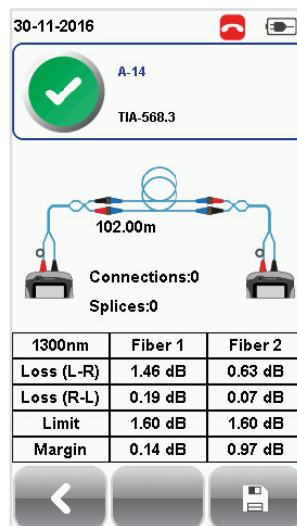 30-11-2016
A-14
TIA-568.3
102.00m
Connections:0
Splices:0
1300nm Fiber 1 Fiber 2
Loss (L-R) 1.46 dB 0.63 dB
Loss (R-L) 0.19 dB 0.07 dB
Limit 1.60 dB 1.60 dB
Margin 0.14 dB 0.97 dB